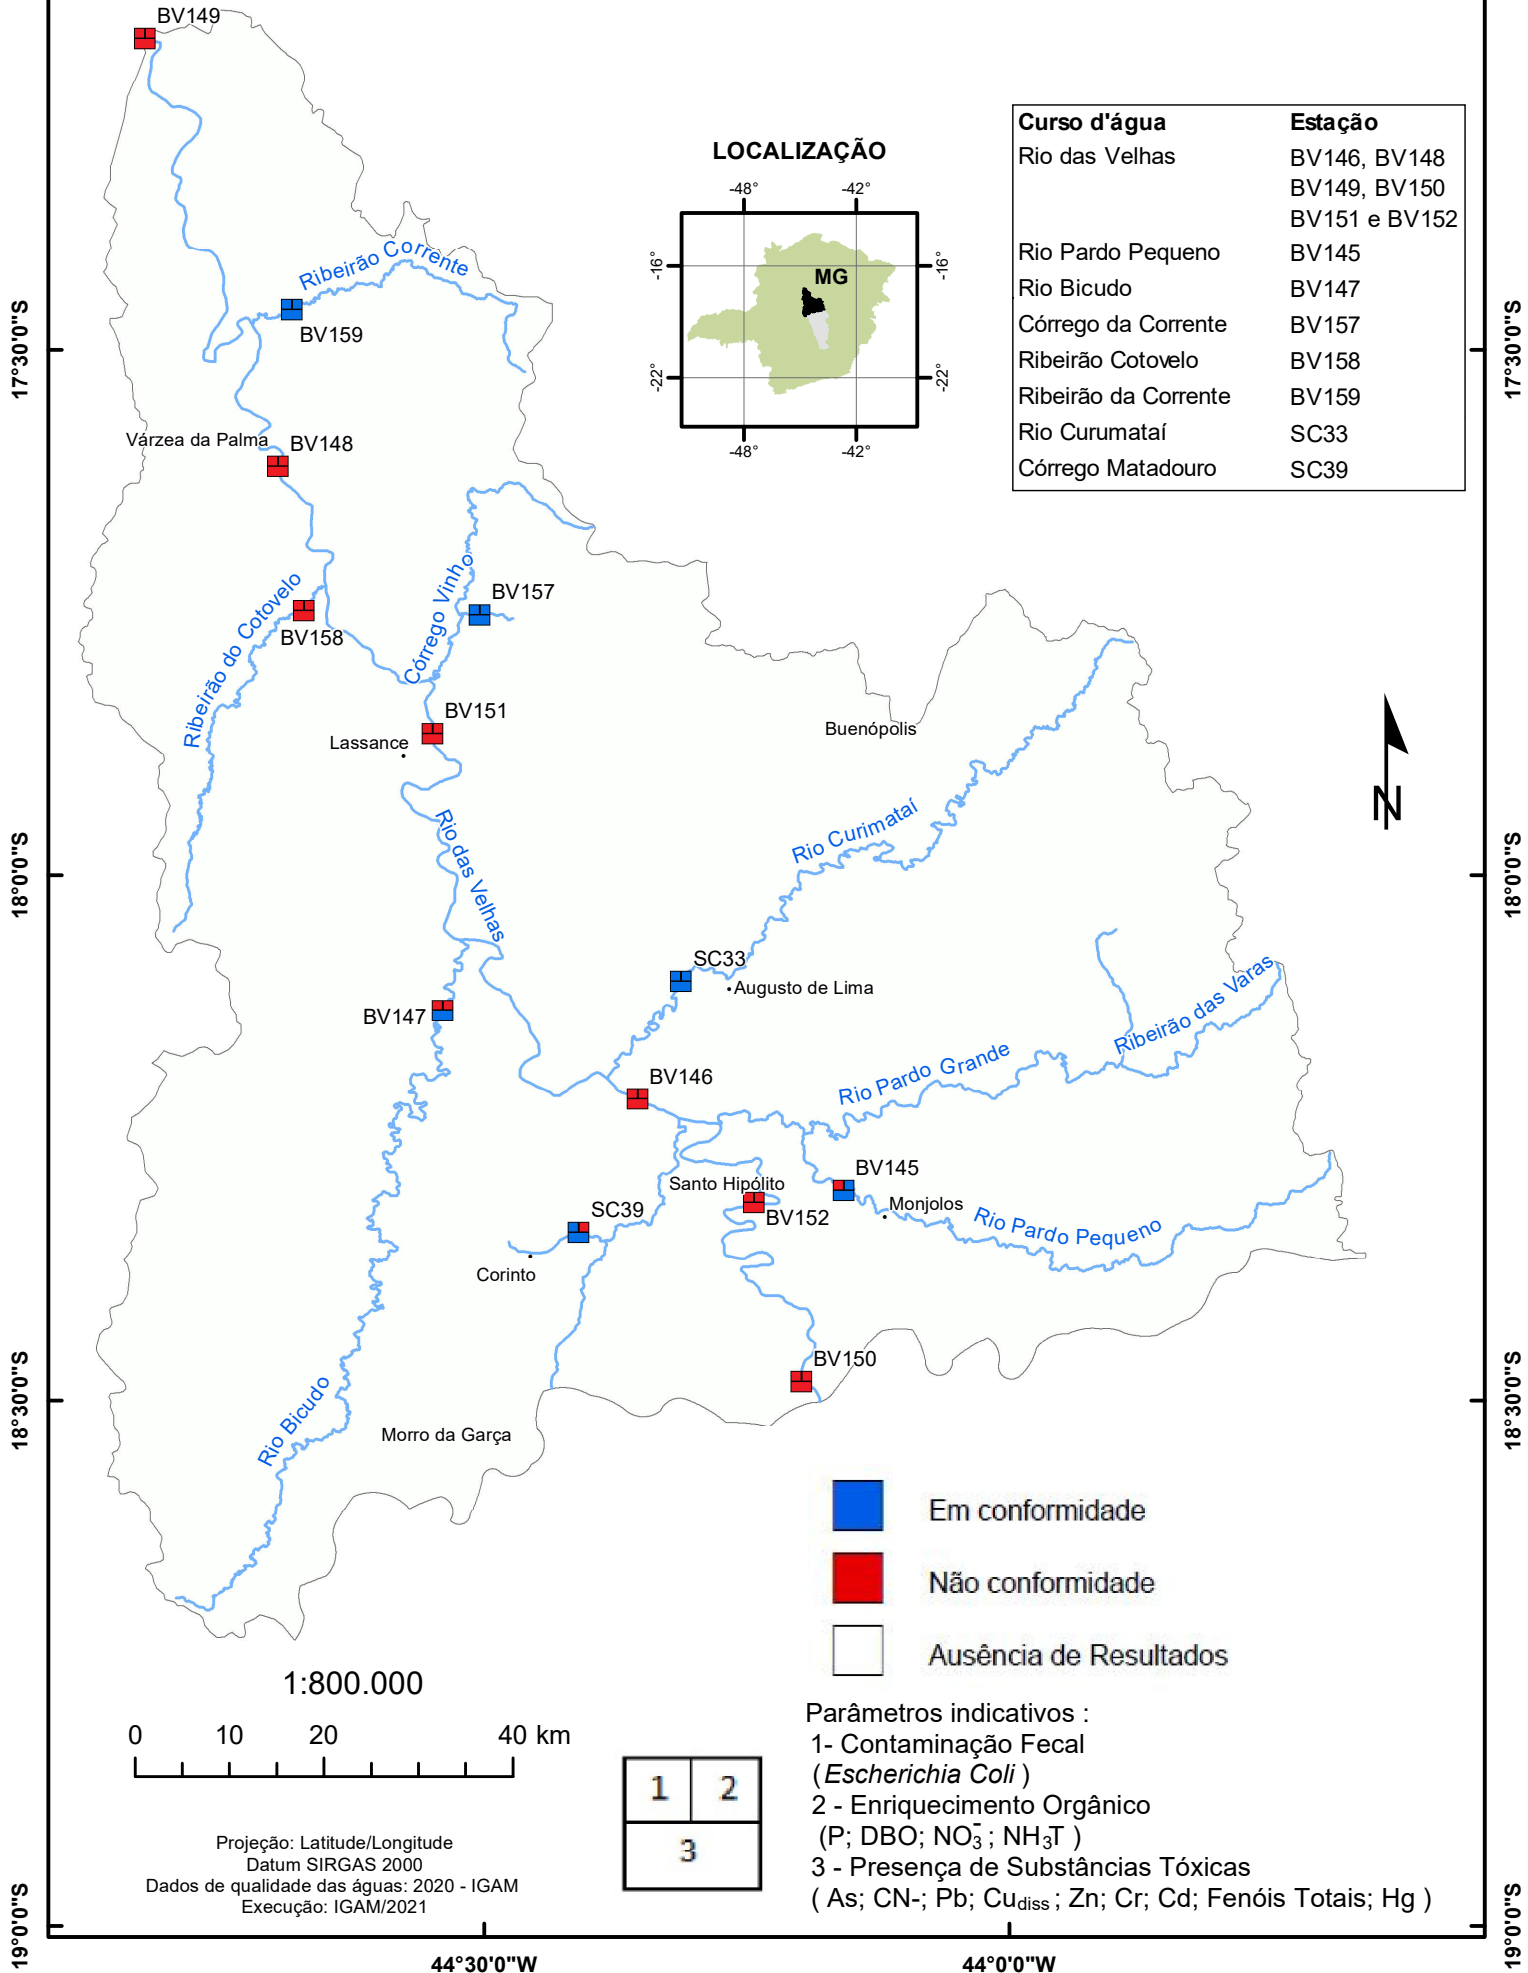 BV149
LOCALIZAÇÃO
-48°
-42°
-16°
-16°
MG
-22°
-22°
-48°
-42°
Curso d'água Estação
Rio das Velhas BV146, BV148
BV149, BV150
BV151 e BV152
Rio Pardo Pequeno BV145
Rio Bicudo BV147
Córrego da Corrente BV157
Ribeirão Cotovelo BV158
Ribeirão da Corrente BV159
Rio Curumataí SC33
Córrego Matadouro SC39
Ribeirão Corrente
BV159
17°30'0"S
17°30'0"S
Várzea da Palma
BV148
Córrego Vinho
BV157
Ribeirão do Cotovelo
BV158
BV151
Lassance
Buenópolis
N
Rio das Velhas
Rio Curimataí
18°0'0"S
18°0'0"S
SC33
Augusto de Lima
BV147
Ribeirão das Varas
Rio Pardo Grande
BV146
BV145
Santo Hipólito
Monjolos
BV152
SC39
Rio Pardo Pequeno
Corinto
BV150
18°30'0"S
18°30'0"S
Rio Bicudo
Morro da Garça
Em conformidade
Não conformidade
Ausência de Resultados
1:800.000
0 10 20 40 km
Projeção: Latitude/Longitude
Datum SIRGAS 2000
Dados de qualidade das águas: 2020 - IGAM
Execução: IGAM/2021
1 2
3
Parâmetros indicativos :
1- Contaminação Fecal
(Escherichia Coli )
2 - Enriquecimento Orgânico
(P; DBO; NO₃⁻; NH₃T )
3 - Presença de Substâncias Tóxicas
( As; CN-; Pb; Cudiss ; Zn; Cr; Cd; Fenóis Totais; Hg )
19°0'0"S
19°0'0"S
44°30'0"W
44°0'0"W